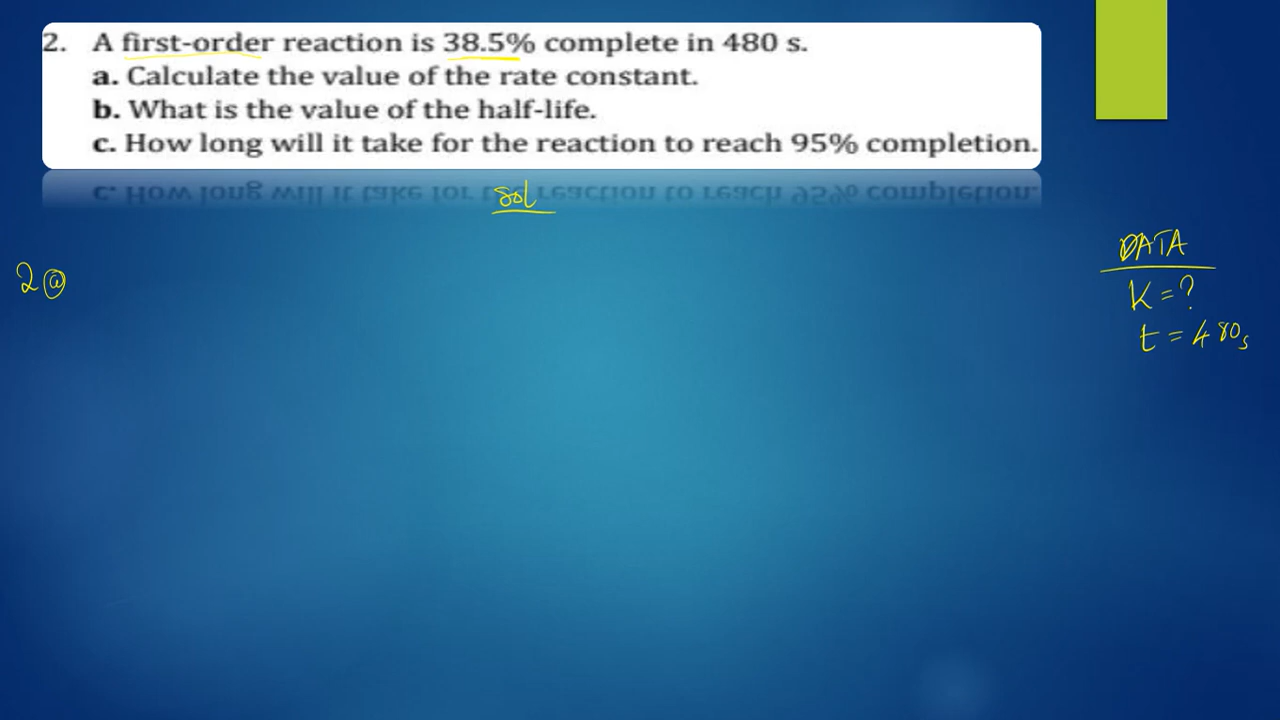 2. A first-order reaction is 38.5% complete in 480 s.
a. Calculate the value of the rate constant.
b. What is the value of the half-life.
c. How long will it take for the reaction to reach 95% completion.
sol
DATA
2 a
K = ?
t = 480s